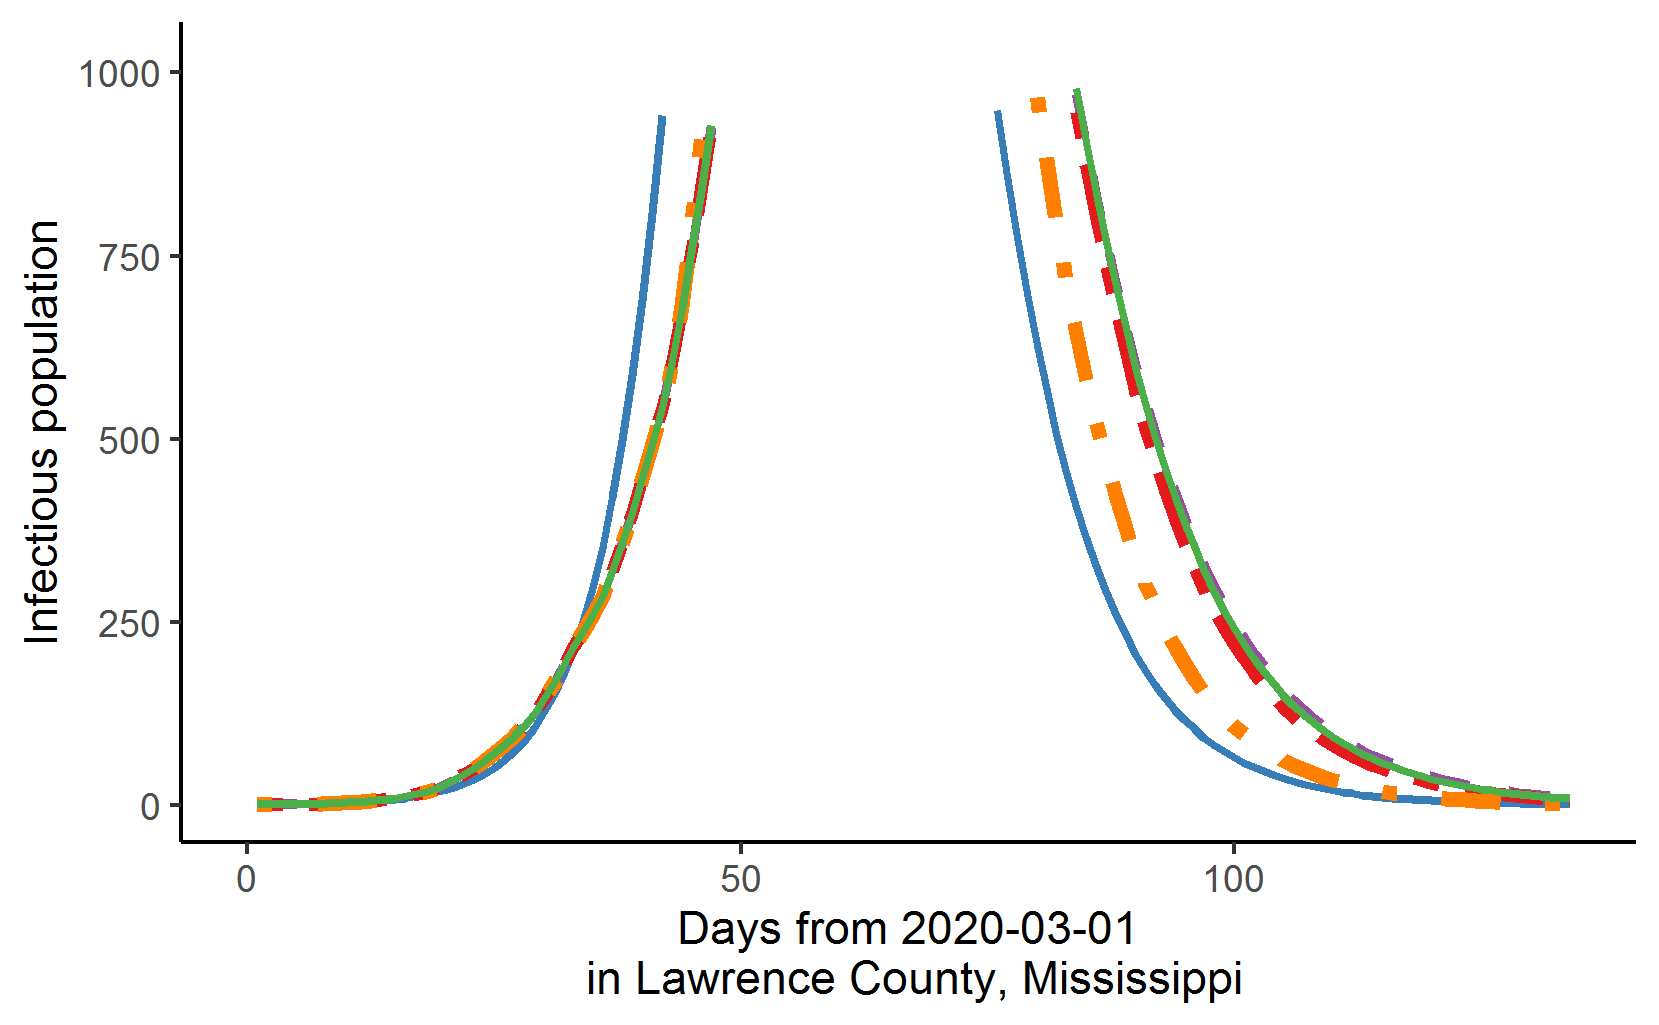 1000
750
500
250
0
Infectious population
0 50 100
Days from 2020-03-01
in Lawrence County, Mississippi